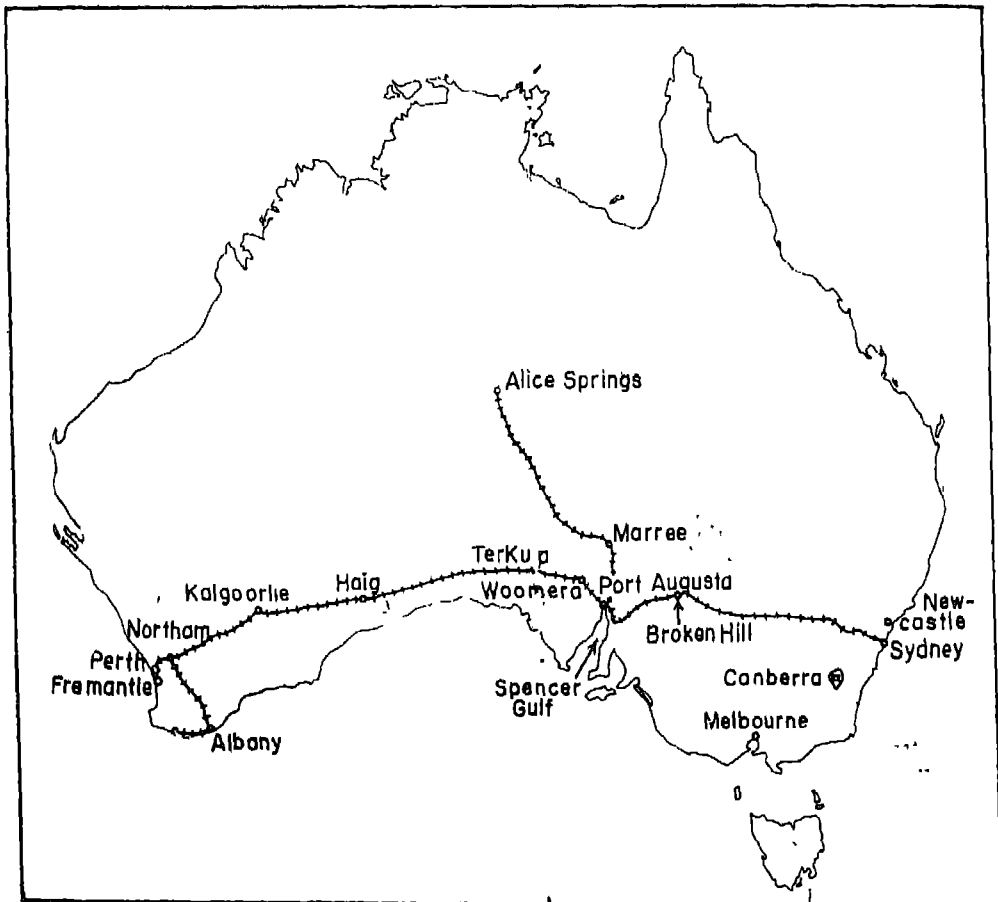 Alice Springs
Marree
TerKu p
Haig
Kalgoorlie
Woomera
Port Augusta
Northam
Broken Hill
New-
castle
Sydney
Perth
Fremantle
Spencer
Gulf
Canberra
Melbourne
Albany